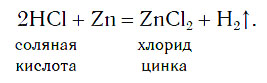 2HCl + Zn = ZnCl₂ + H₂↑.
соляная хлорид
кислота цинка